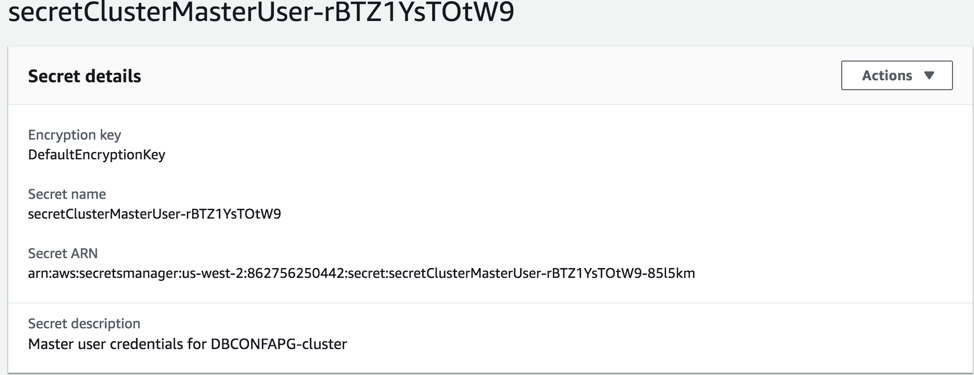 secretClusterMasterUser-rBTZ1YsTOtW9
Secret details
Actions
Encryption key
DefaultEncryptionKey
Secret name
secretClusterMasterUser-rBTZ1YsTOtW9
Secret ARN
arn:aws:secretsmanager:us-west-2:862756250442:secret:secretClusterMasterUser-rBTZ1YsTOtW9-85l5km
Secret description
Master user credentials for DBCONFAPG-cluster